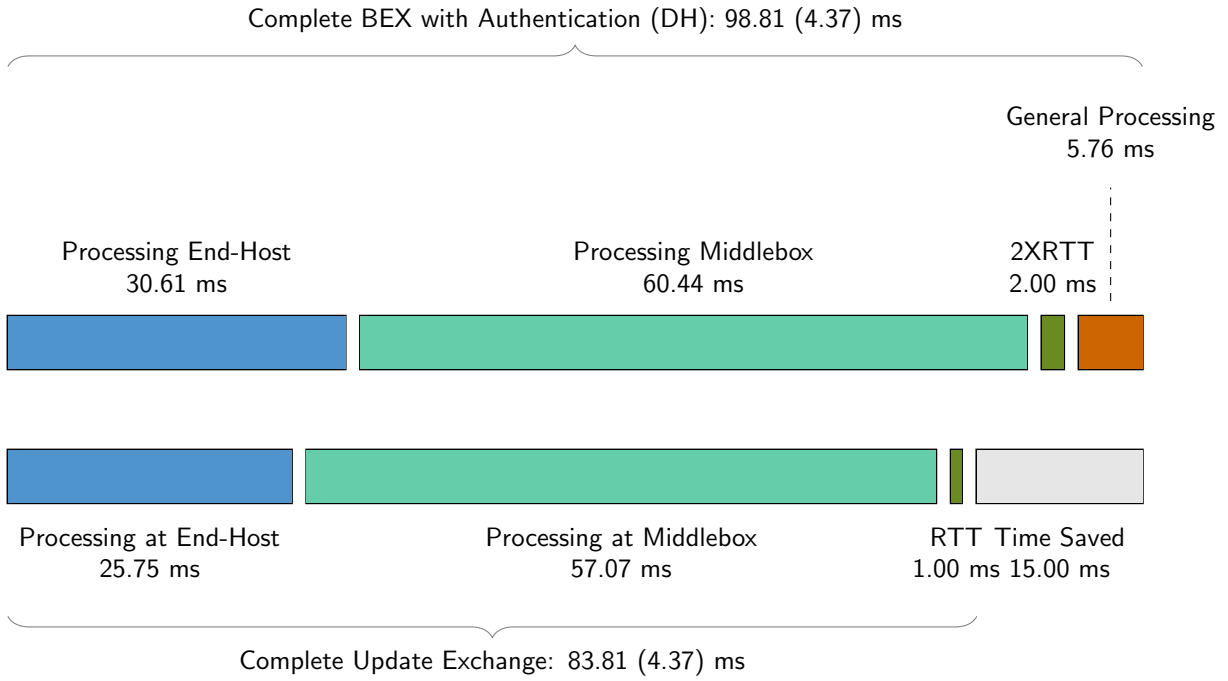 Complete BEX with Authentication (DH): 98.81 (4.37) ms
General Processing
5.76 ms
Processing End-Host
30.61 ms
Processing Middlebox
60.44 ms
2XRTT
2.00 ms
Processing at End-Host
25.75 ms
Processing at Middlebox
57.07 ms
RTT
1.00 ms
Time Saved
15.00 ms
Complete Update Exchange: 83.81 (4.37) ms